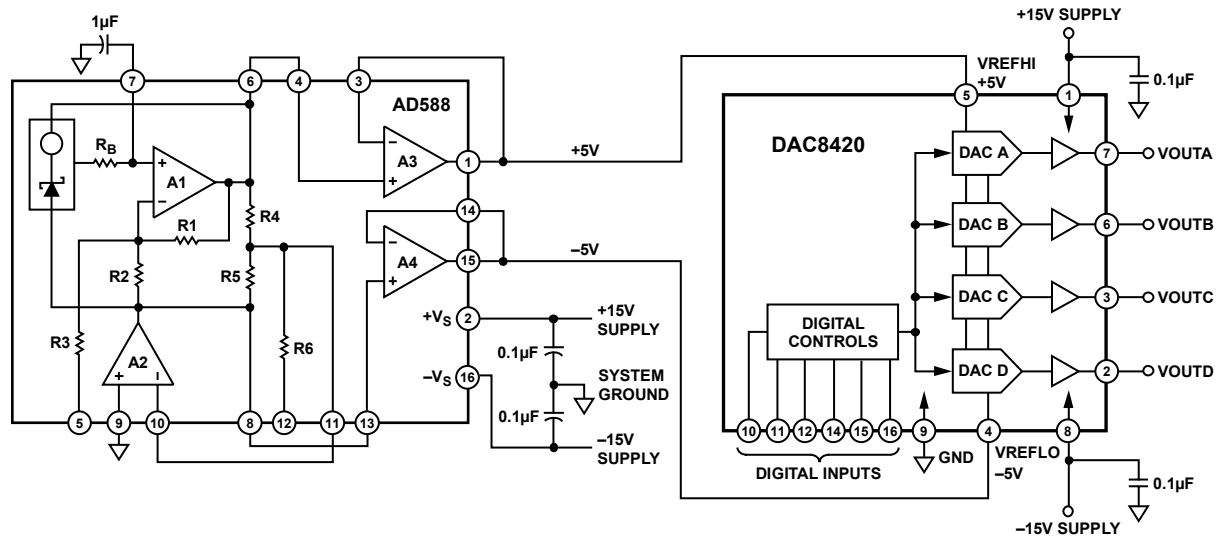 1µF
7
6
4
3
AD588
RB
+
A1
–
R1
R4
R2
R5
R3
A2
+
–
R6
–
A3
+
1
+5V
14
–
A4
+
15
–5V
+VS
2
+15V
SUPPLY
0.1µF
SYSTEM
GROUND
–VS
16
0.1µF
–15V
SUPPLY
5
9
10
8
12
11
13
+15V SUPPLY
VREFHI
+5V
0.1µF
5
1
DAC8420
DAC A
7
VOUTA
DAC B
6
VOUTB
DAC C
3
VOUTC
DIGITAL
CONTROLS
DAC D
2
VOUTD
10
11
12
14
15
16
9
4
8
DIGITAL INPUTS
GND
VREFLO
–5V
0.1µF
–15V SUPPLY